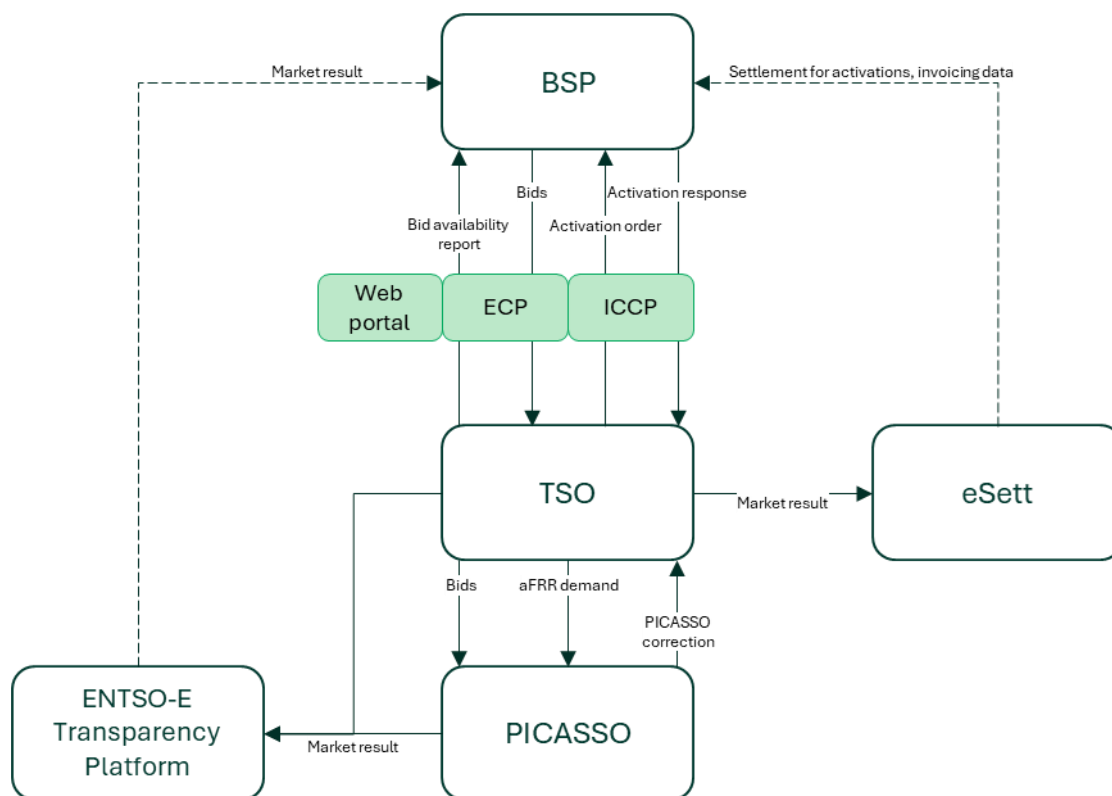 Market result
BSP
Settlement for activations, invoicing data
Bids
Activation response
Bid availability
report
Activation order
Web
portal
ECP
ICCP
TSO
Market result
eSett
Bids
aFRR demand
PICASSO
correction
ENTSO-E
Transparency
Platform
Market result
PICASSO